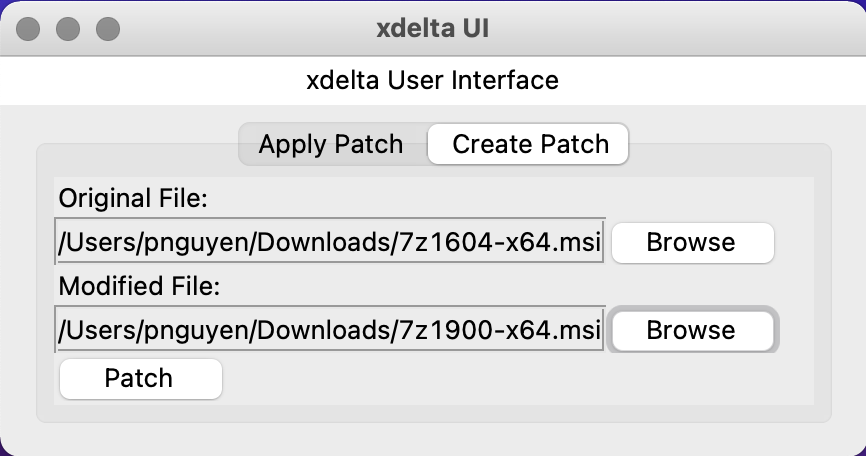 xdelta UI
xdelta User Interface
Apply Patch Create Patch
Original File:
/Users/pnguyen/Downloads/7z1604-x64.msi Browse
Modified File:
/Users/pnguyen/Downloads/7z1900-x64.msi Browse
Patch